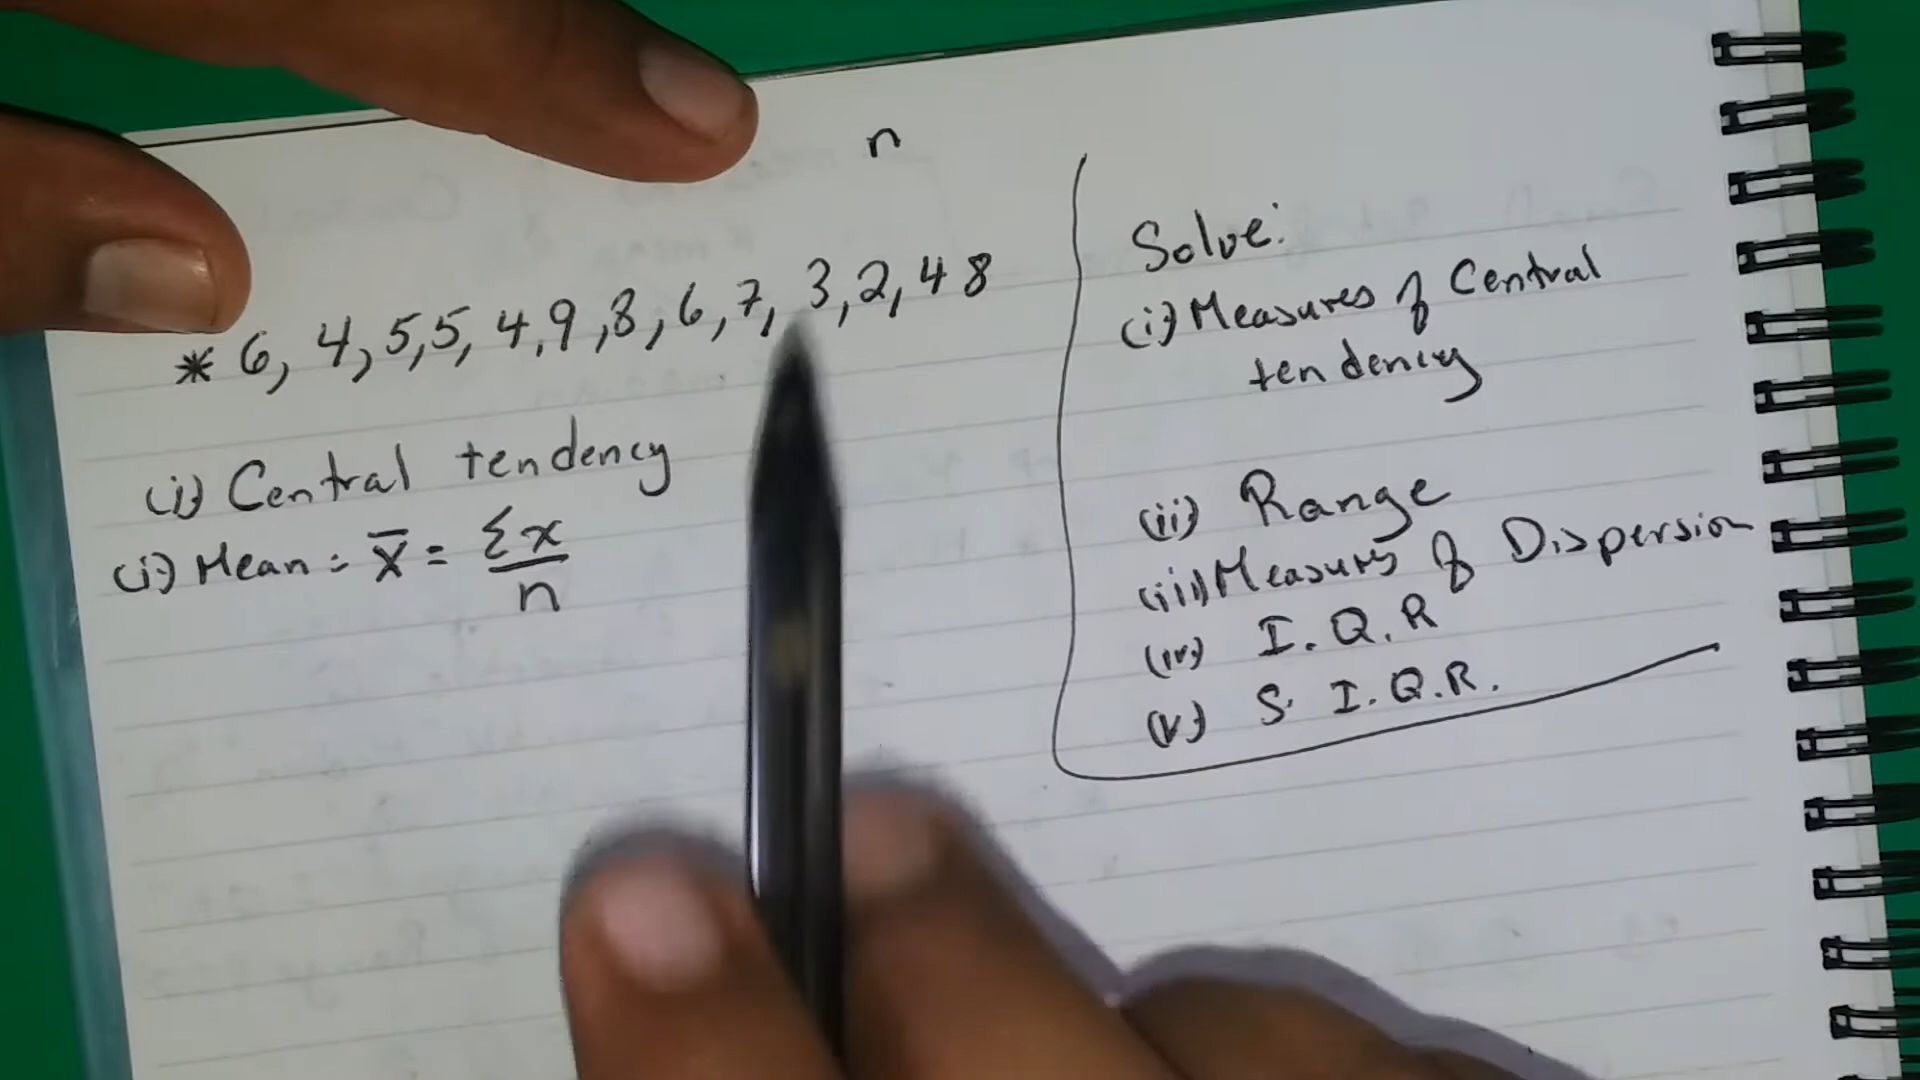 n
* 6, 4, 5, 5, 4, 9, 8, 6, 7, 3, 2, 4 8
(i) Central tendency
(i) Mean = x̄ = Σx/n
Solve:
(i) Measures of Central
tendency
(ii) Range
(iii) Measures of Dispersion
(iv) I.Q.R
(v) S. I.Q.R.